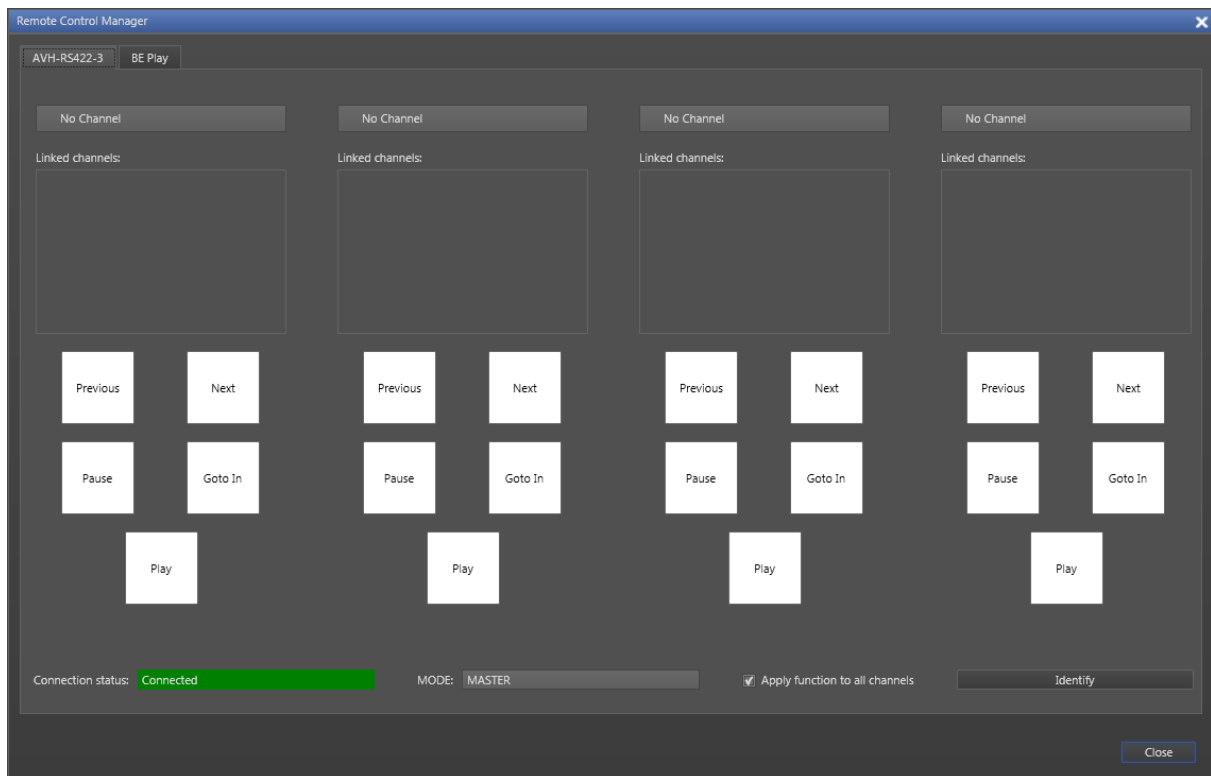 Remote Control Manager
AVH-RS422-3 BE Play
No Channel No Channel No Channel No Channel
Linked channels: Linked channels: Linked channels: Linked channels:
Previous Next Previous Next Previous Next Previous Next
Pause Goto In Pause Goto In Pause Goto In Pause Goto In
Play Play Play Play
Connection status: Connected MODE: MASTER Apply function to all channels Identify
Close